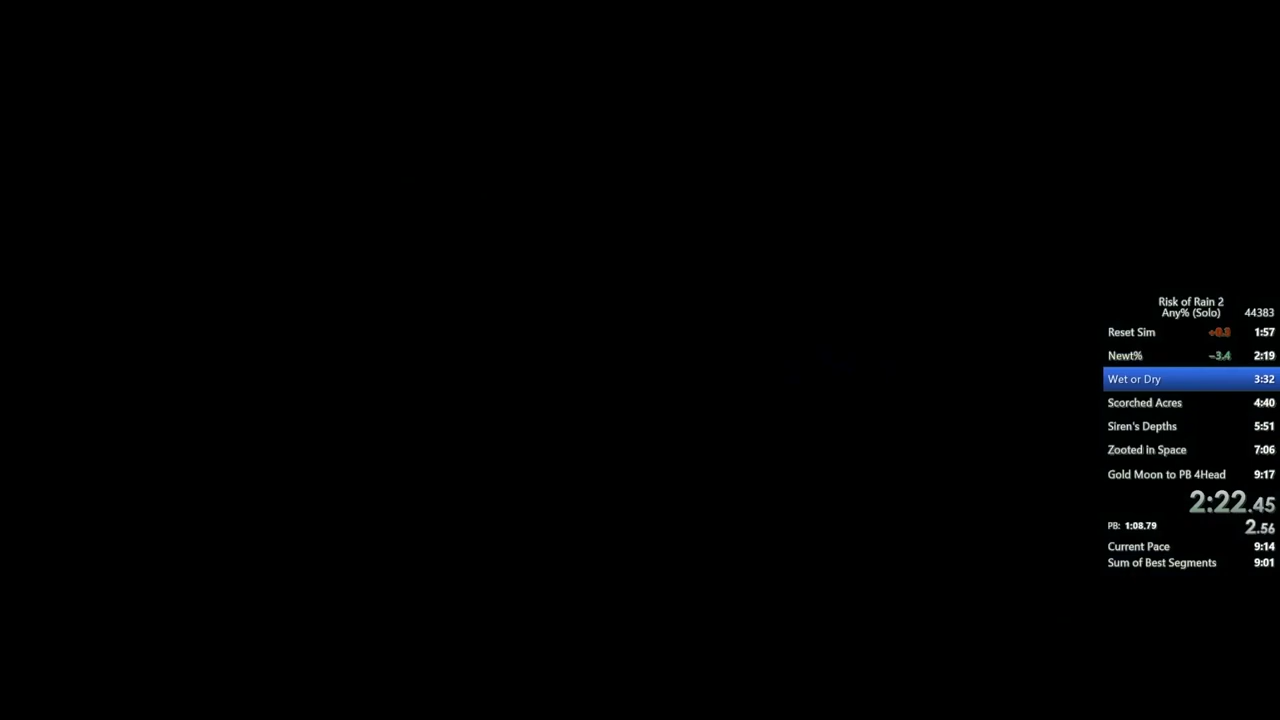 Risk of Rain 2
Any% (Solo) 44383
Reset Sim 1:57
Newt% −3.4 2:19
Wet or Dry 3:32
Scorched Acres 4:40
Siren's Depths 5:51
Zooted in Space 7:06
Gold Moon to PB 4Head 9:17
2:22.45
PB: 1:08.79 2.56
Current Pace 9:14
Sum of Best Segments 9:01